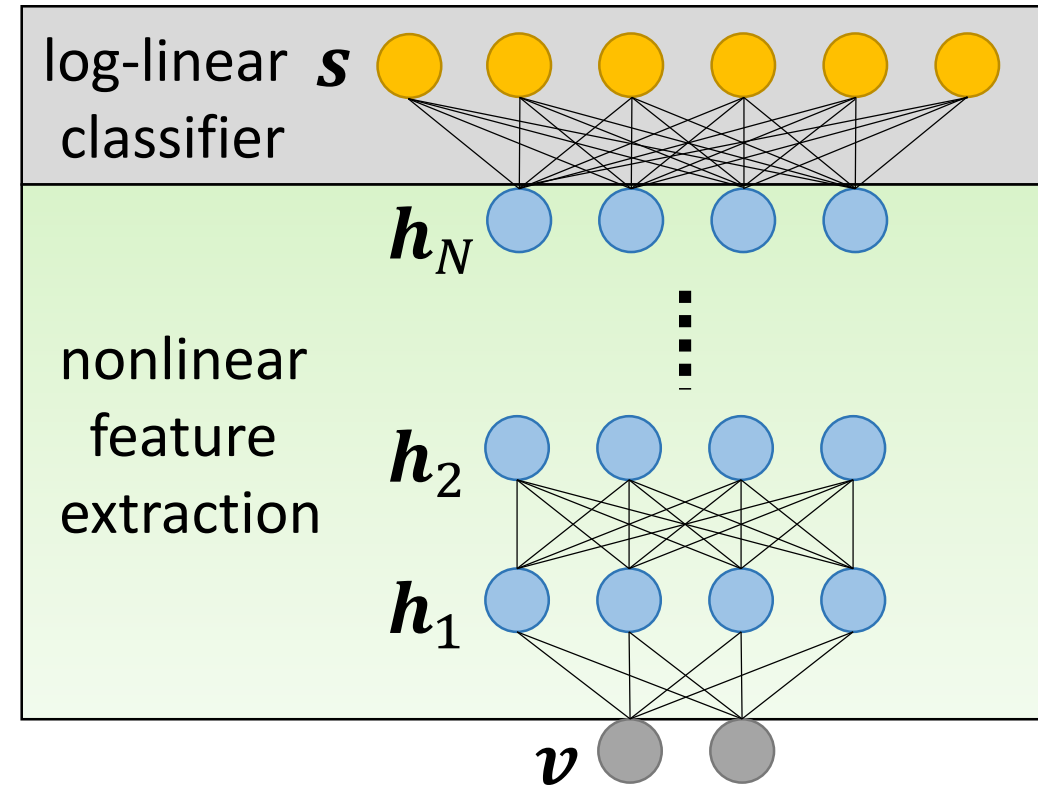 log-linear s
classifier
h_N
nonlinear
feature
extraction
h_2
h_1
v